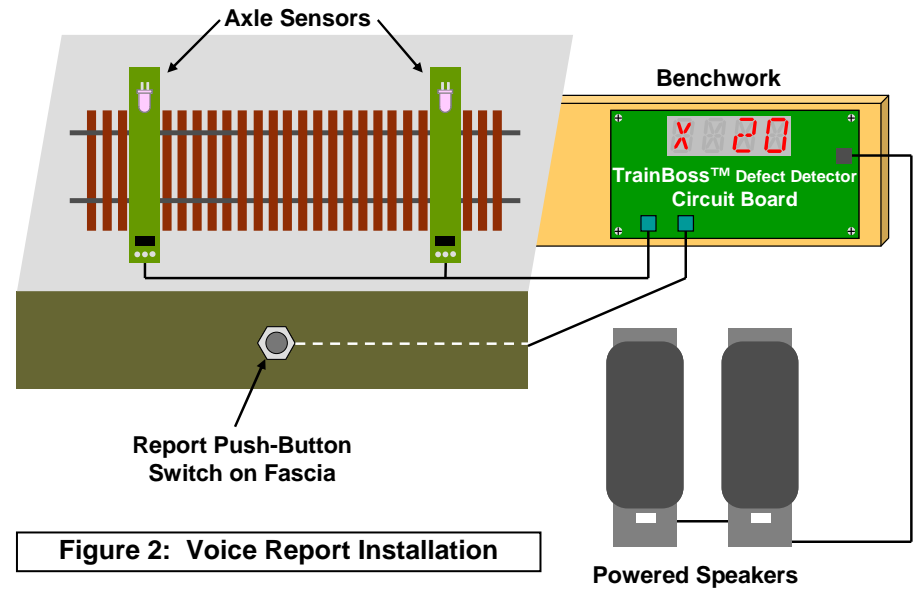 Axle Sensors
Benchwork
X 20
TrainBoss™ Defect Detector
Circuit Board
Report Push-Button
Switch on Fascia
Figure 2: Voice Report Installation
Powered Speakers